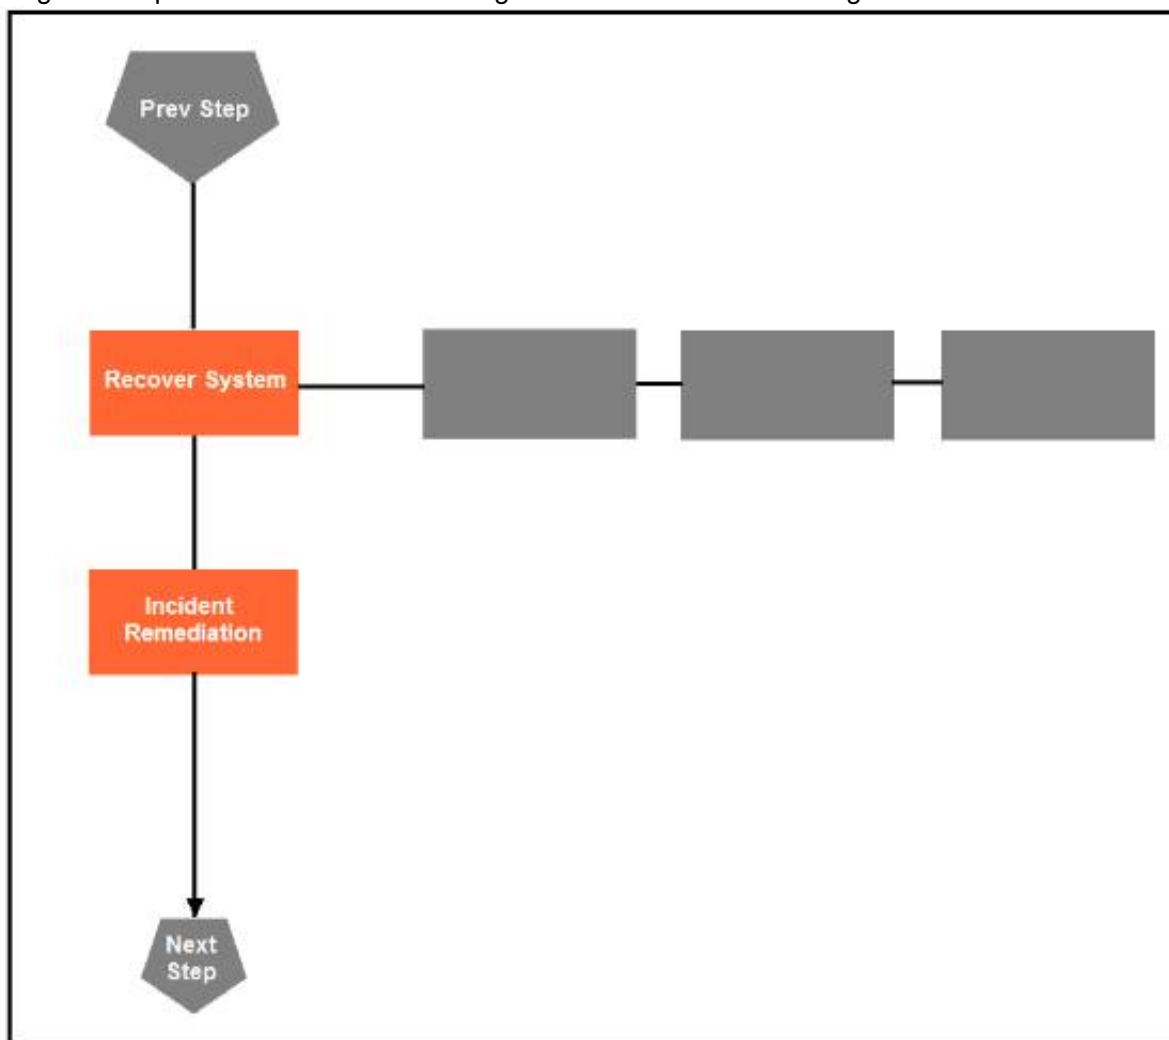 Prev Step
Recover System
Incident
Remediation
Next
Step